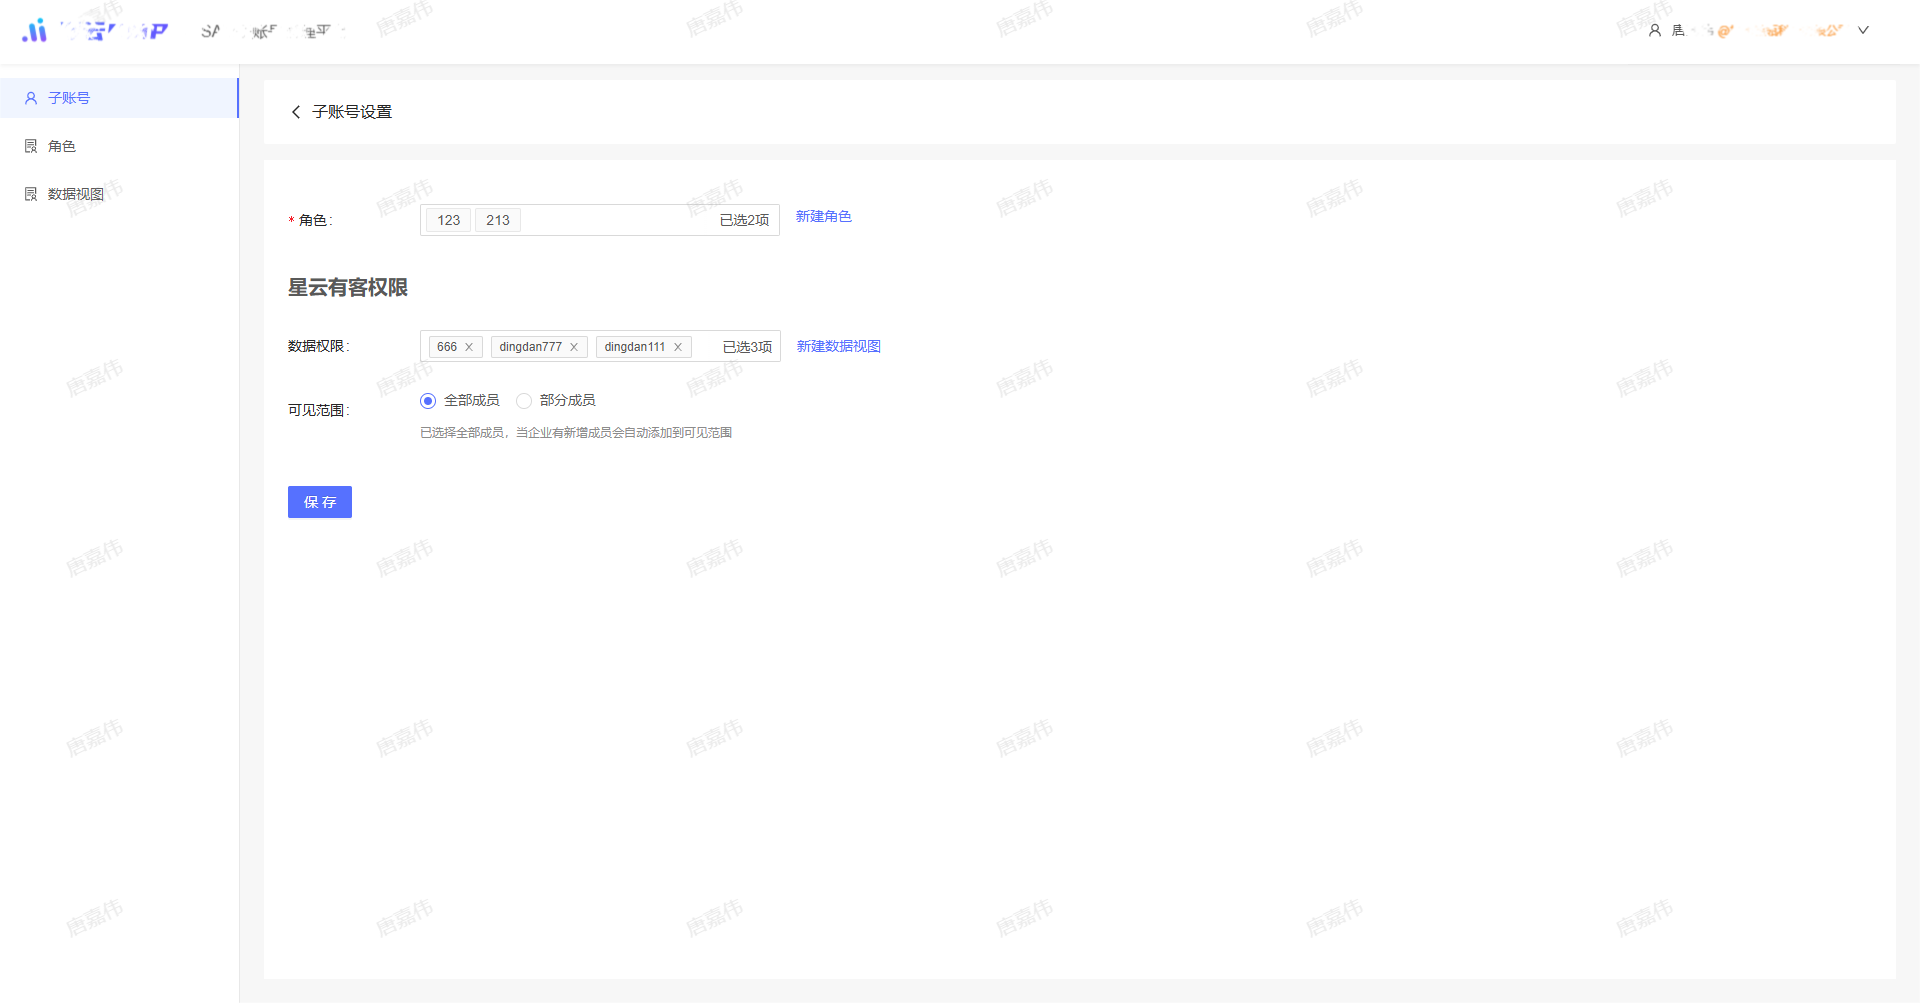 子账号
角色
数据视图
子账号设置
* 角色:
123
213
已选2项
新建角色
星云有客权限
数据权限:
666
dingdan777
dingdan111
已选3项
新建数据视图
可见范围:
全部成员
部分成员
已选择全部成员，当企业有新增成员会自动添加到可见范围
保 存
唐嘉伟